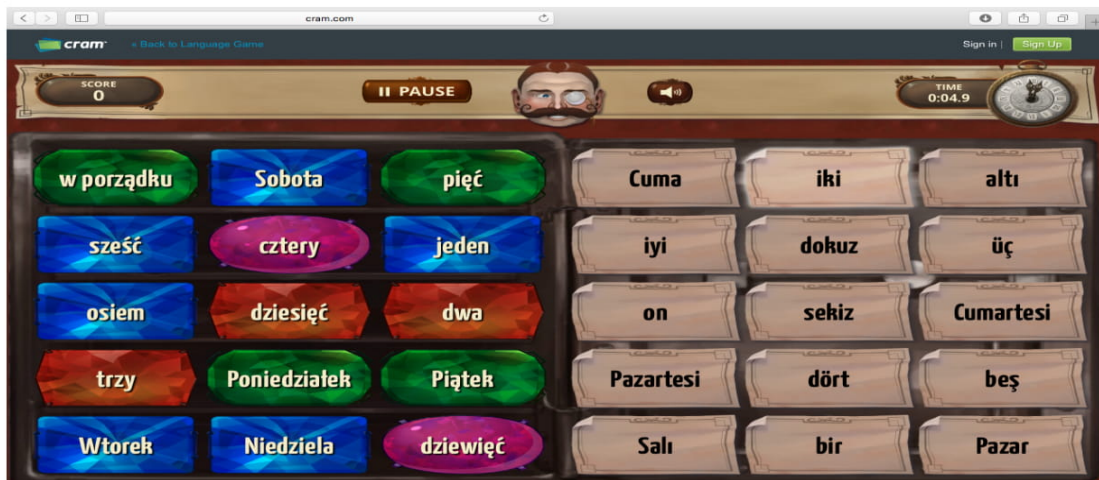 cram.com
cram
« Back to Language Game
Sign in |
Sign Up
SCORE
0
PAUSE
TIME
0:04.9
w porządku Sobota pięć Cuma iki altı
sześć cztery jeden iyi dokuz üç
osiem dziesięć dwa on sekiz Cumartesi
trzy Poniedziałek Piątek Pazartesi dört beş
Wtorek Niedziela dziewięć Salı bir Pazar